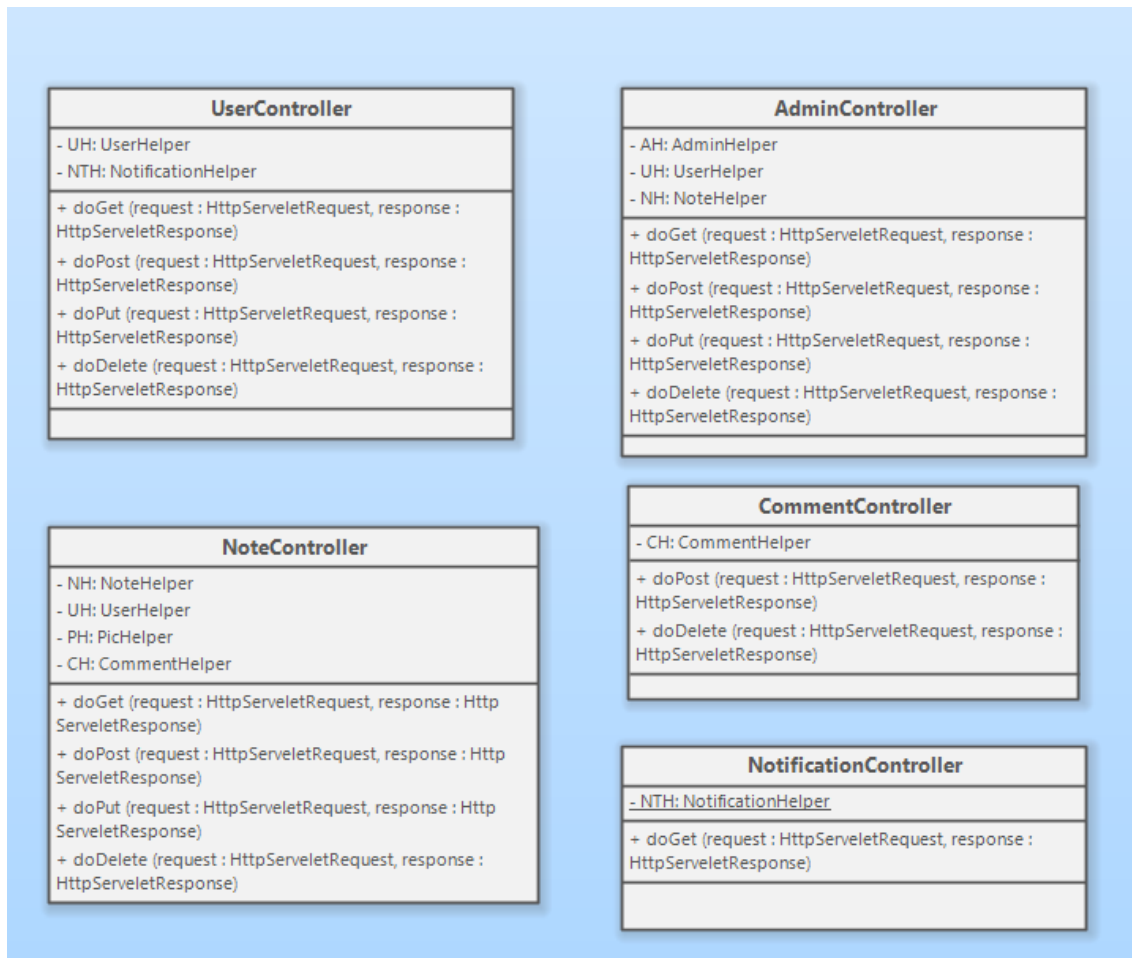 UserController
- UH: UserHelper
- NTH: NotificationHelper
+ doGet (request : HttpServeletRequest, response :
HttpServeletResponse)
+ doPost (request : HttpServeletRequest, response :
HttpServeletResponse)
+ doPut (request : HttpServeletRequest, response :
HttpServeletResponse)
+ doDelete (request : HttpServeletRequest, response :
HttpServeletResponse)
AdminController
- AH: AdminHelper
- UH: UserHelper
- NH: NoteHelper
+ doGet (request : HttpServeletRequest, response :
HttpServeletResponse)
+ doPost (request : HttpServeletRequest, response :
HttpServeletResponse)
+ doPut (request : HttpServeletRequest, response :
HttpServeletResponse)
+ doDelete (request : HttpServeletRequest, response :
HttpServeletResponse)
NoteController
- NH: NoteHelper
- UH: UserHelper
- PH: PicHelper
- CH: CommentHelper
+ doGet (request : HttpServeletRequest, response : Http
ServeletResponse)
+ doPost (request : HttpServeletRequest, response : Http
ServeletResponse)
+ doPut (request : HttpServeletRequest, response : Http
ServeletResponse)
+ doDelete (request : HttpServeletRequest, response :
HttpServeletResponse)
CommentController
- CH: CommentHelper
+ doPost (request : HttpServeletRequest, response :
HttpServeletResponse)
+ doDelete (request : HttpServeletRequest, response :
HttpServeletResponse)
NotificationController
- NTH: NotificationHelper
+ doGet (request : HttpServeletRequest, response :
HttpServeletResponse)